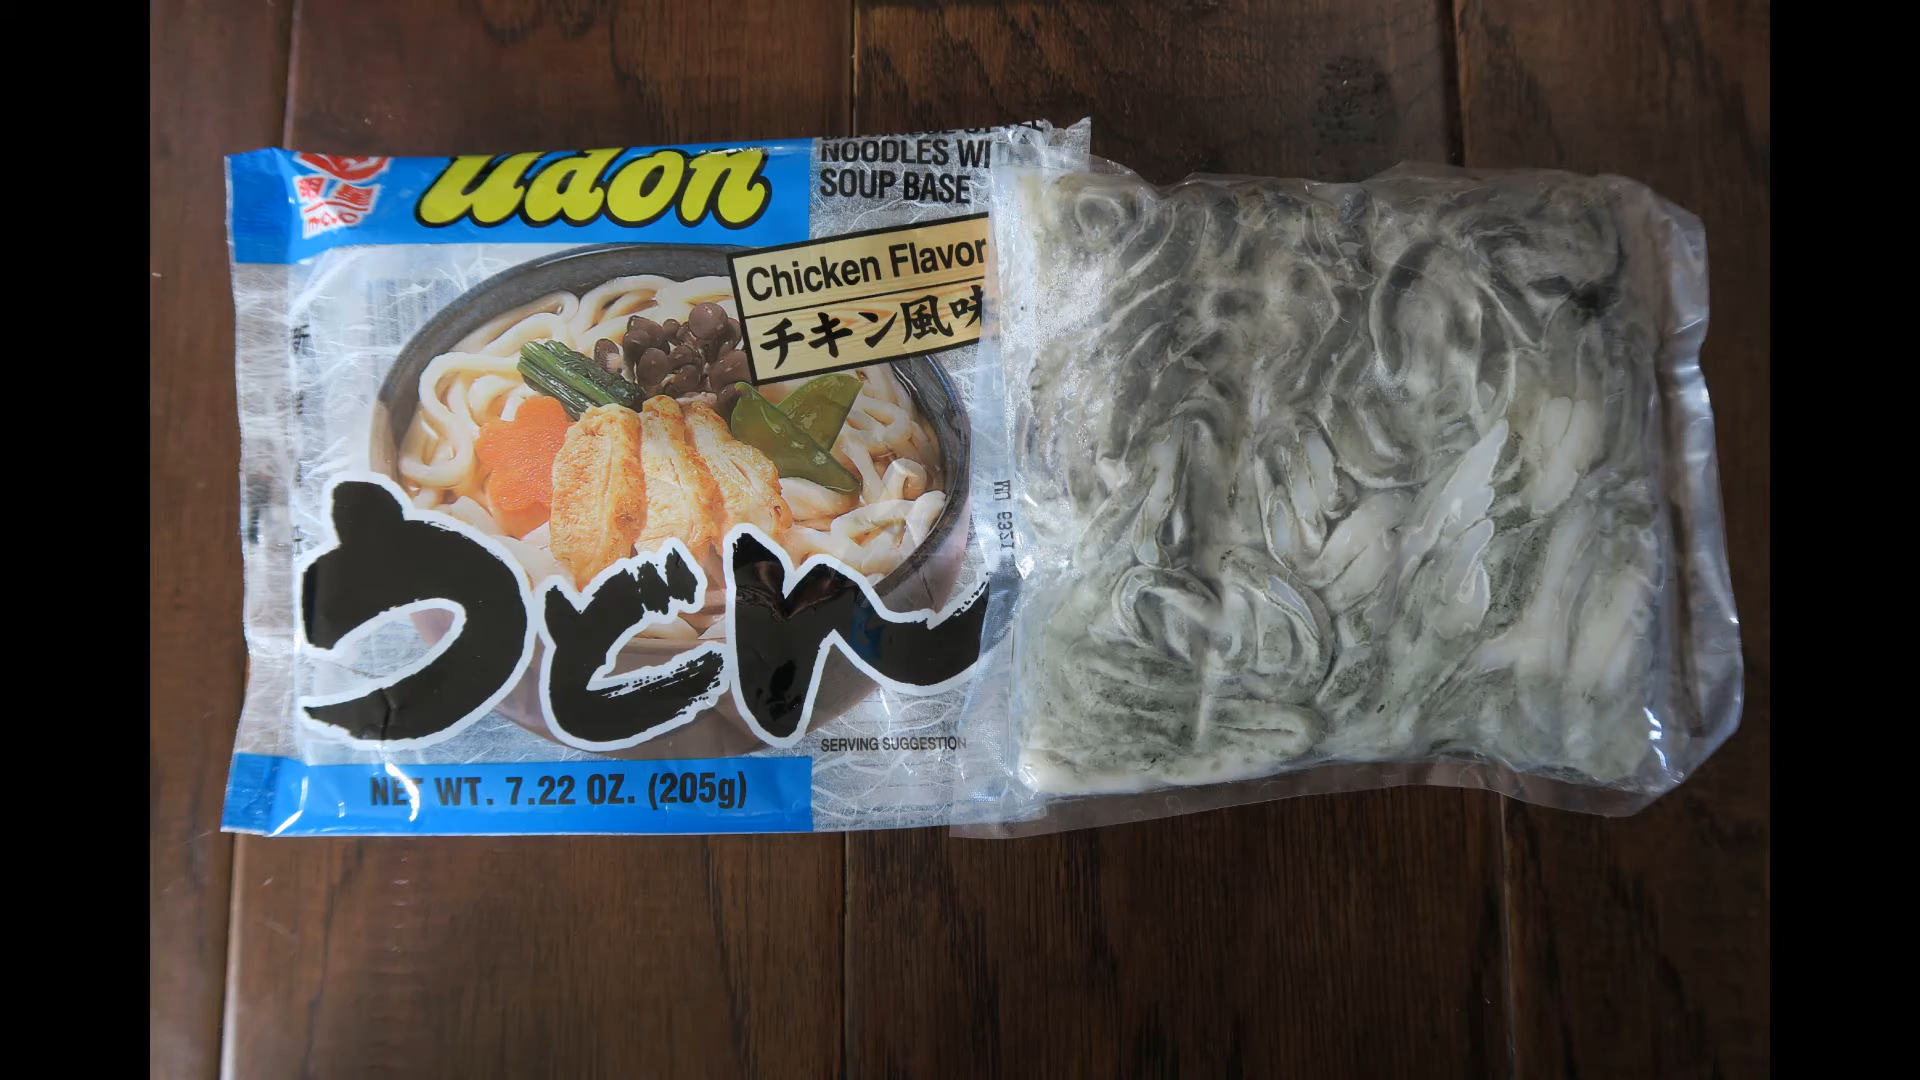 Udon
NOODLES WI
SOUP BASE
Chicken Flavor
チキン風味
うどん
SERVING SUGGESTION
NET WT. 7.22 OZ. (205g)